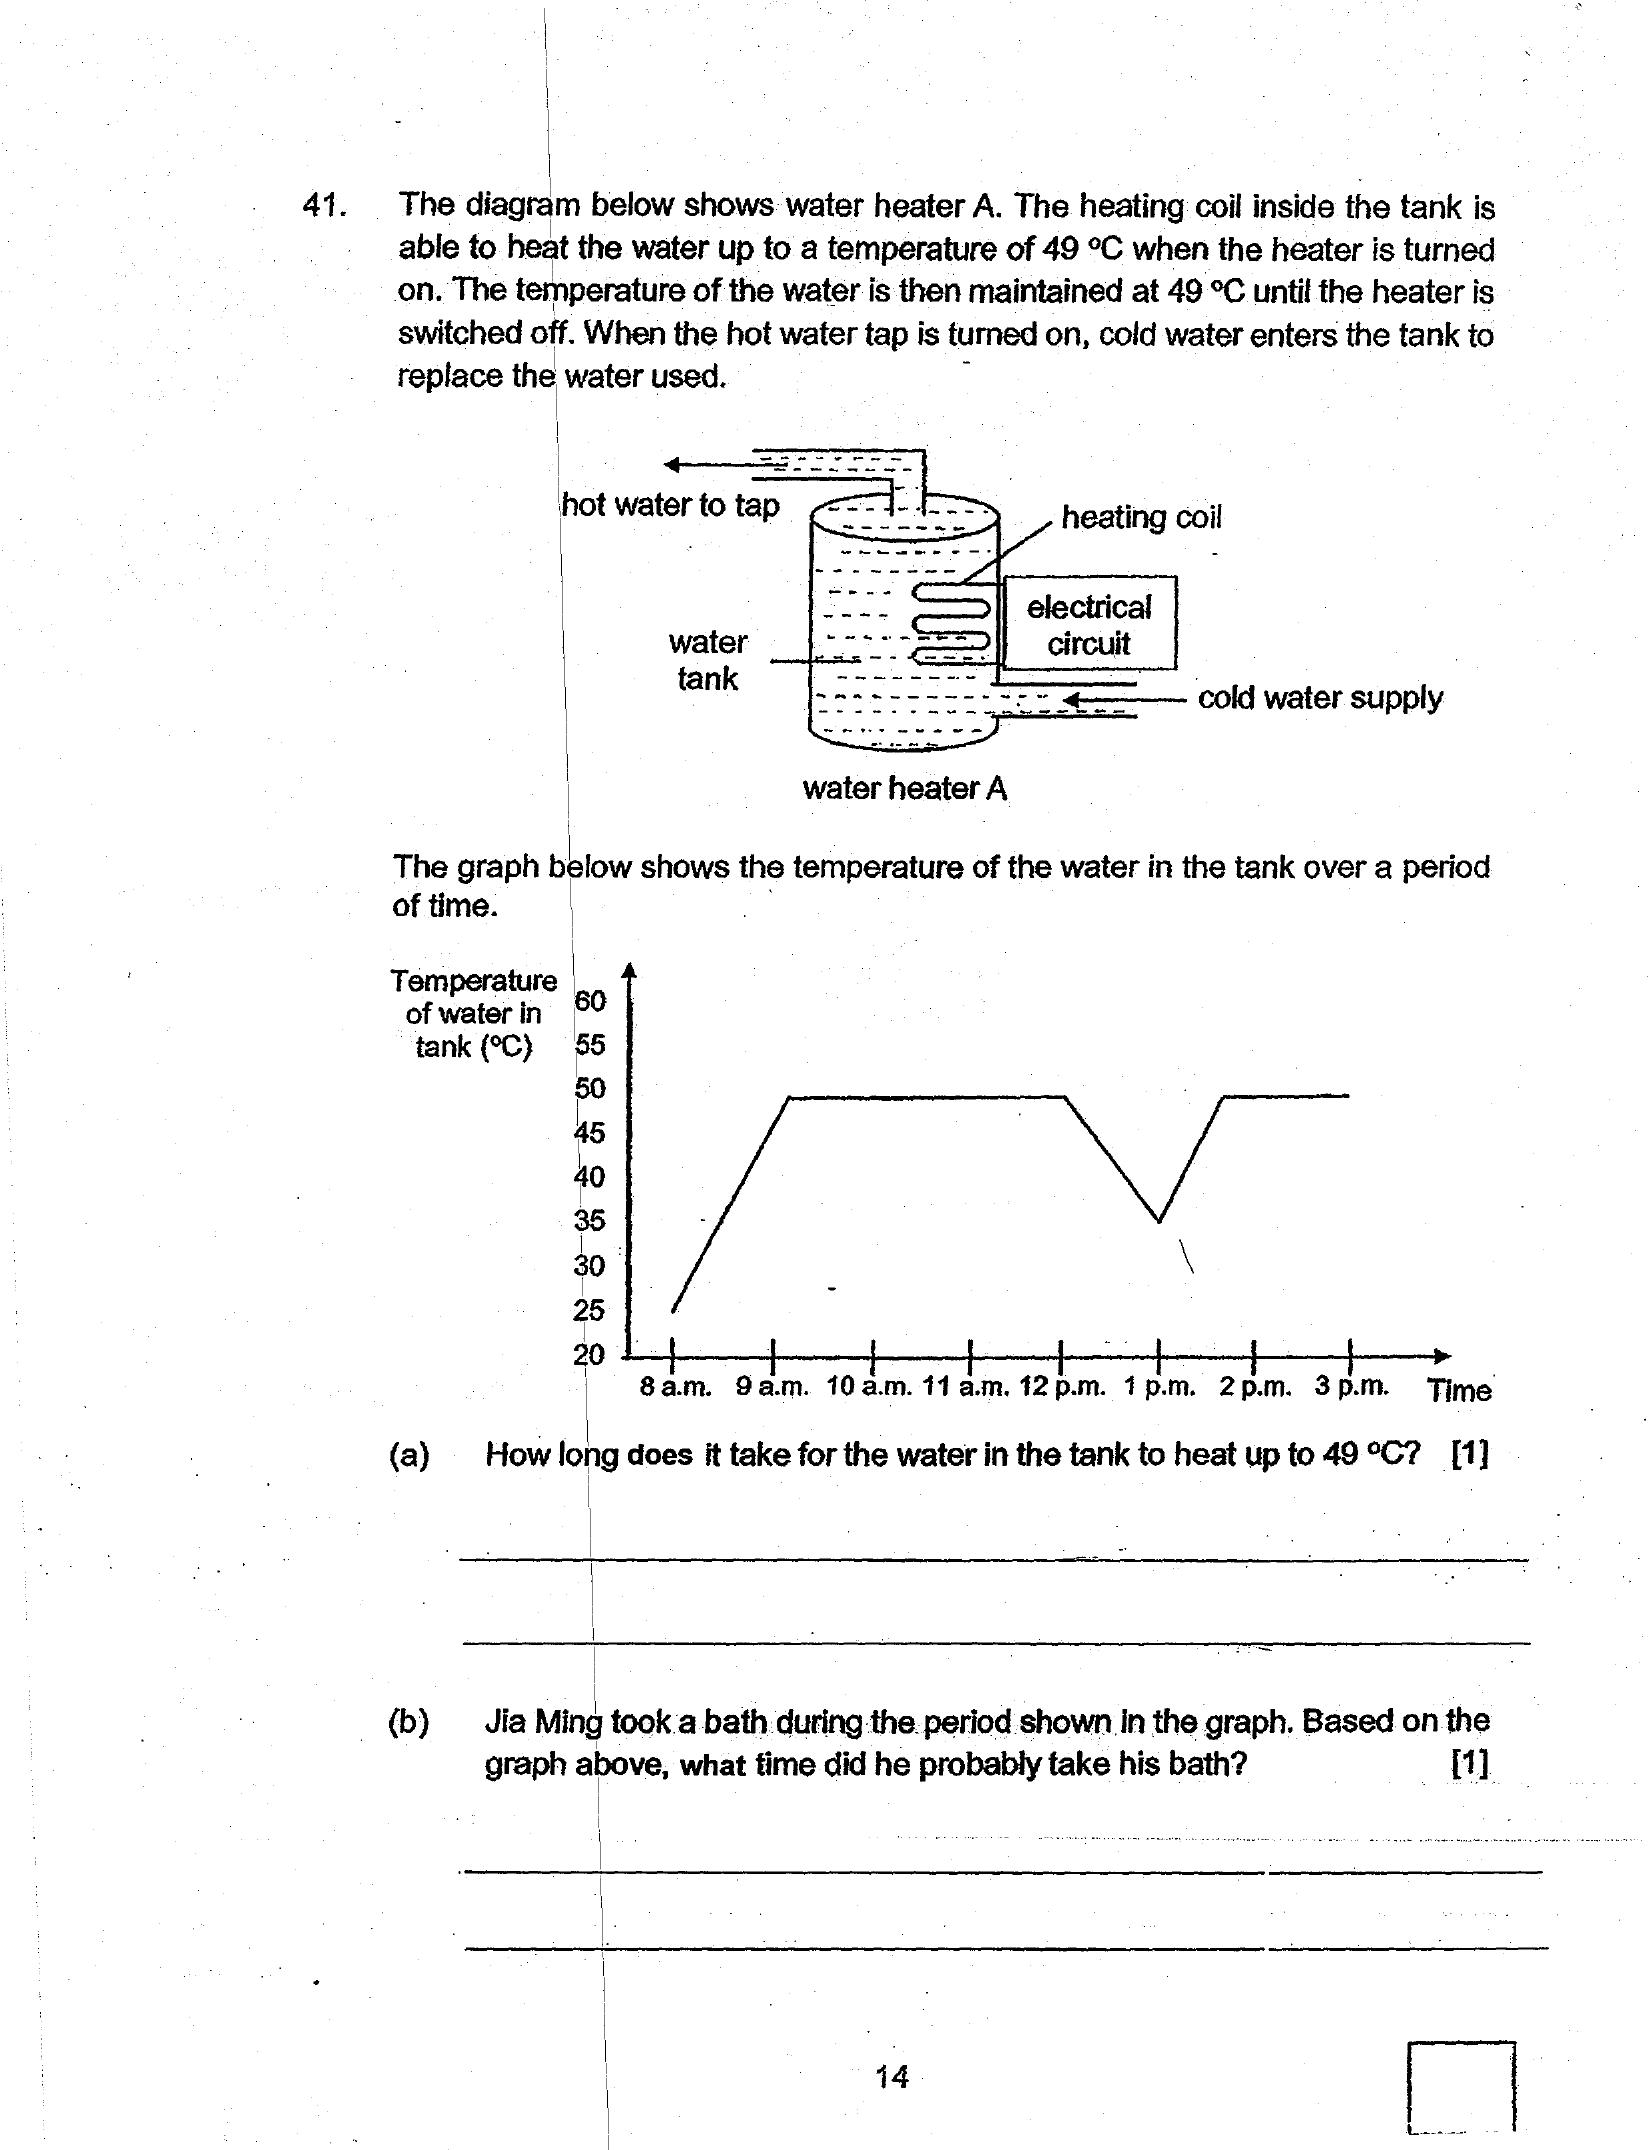 41. The diagram below shows water heater A. The heating coil inside the tank is
able to heat the water up to a temperature of 49 ºC when the heater is turned
on. The temperature of the water is then maintained at 49 ºC until the heater is
switched off. When the hot water tap is turned on, cold water enters the tank to
replace the water used.
hot water to tap
heating coil
electrical
circuit
water
tank
cold water supply
water heater A
The graph below shows the temperature of the water in the tank over a period
of time.
Temperature
of water in
tank (ºC)
60
55
50
45
40
35
30
25
20
8 a.m. 9 a.m. 10 a.m. 11 a.m. 12 p.m. 1 p.m. 2 p.m. 3 p.m. Time
(a) How long does it take for the water in the tank to heat up to 49 ºC? [1]
(b) Jia Ming took a bath during the period shown in the graph. Based on the
graph above, what time did he probably take his bath? [1]
14